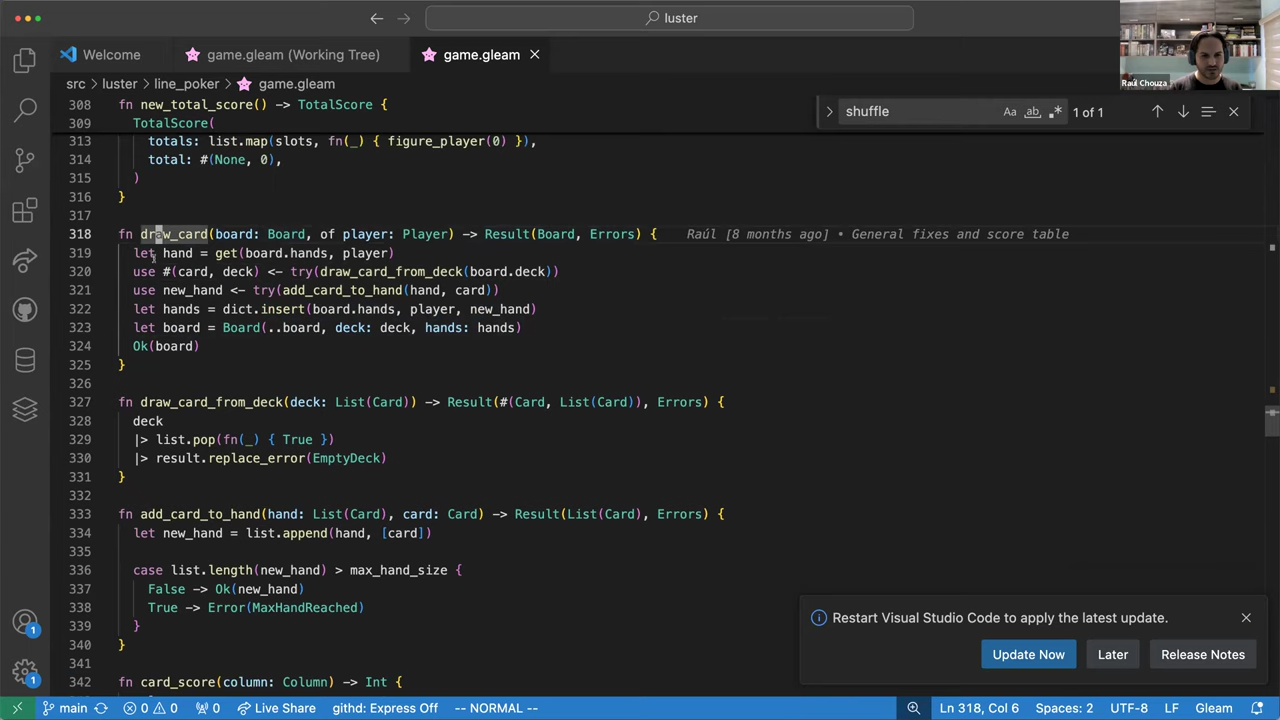 luster
Raúl Chouza
Welcome
game.gleam (Working Tree)
game.gleam
src > luster > line_poker > game.gleam
shuffle
Aa ab
1 of 1
308 fn new_total_score() -> TotalScore {
309 TotalScore(
313 totals: list.map(slots, fn(_) { figure_player(0) }),
314 total: #(None, 0),
315 )
316 }
317
318 fn draw_card(board: Board, of player: Player) -> Result(Board, Errors) { Raúl [8 months ago] • General fixes and score table
319 let hand = get(board.hands, player)
320 use #(card, deck) <- try(draw_card_from_deck(board.deck))
321 use new_hand <- try(add_card_to_hand(hand, card))
322 let hands = dict.insert(board.hands, player, new_hand)
323 let board = Board(..board, deck: deck, hands: hands)
324 Ok(board)
325 }
326
327 fn draw_card_from_deck(deck: List(Card)) -> Result(#(Card, List(Card)), Errors) {
328 deck
329 |> list.pop(fn(_) { True })
330 |> result.replace_error(EmptyDeck)
331 }
332
333 fn add_card_to_hand(hand: List(Card), card: Card) -> Result(List(Card), Errors) {
334 let new_hand = list.append(hand, [card])
335
336 case list.length(new_hand) > max_hand_size {
337 False -> Ok(new_hand)
338 True -> Error(MaxHandReached)
339 }
340 }
341
342 fn card_score(column: Column) -> Int {
Restart Visual Studio Code to apply the latest update.
Update Now
Later
Release Notes
1
1
main
0 0
0
Live Share
githd: Express Off
-- NORMAL --
Ln 318, Col 6
Spaces: 2
UTF-8
LF
Gleam